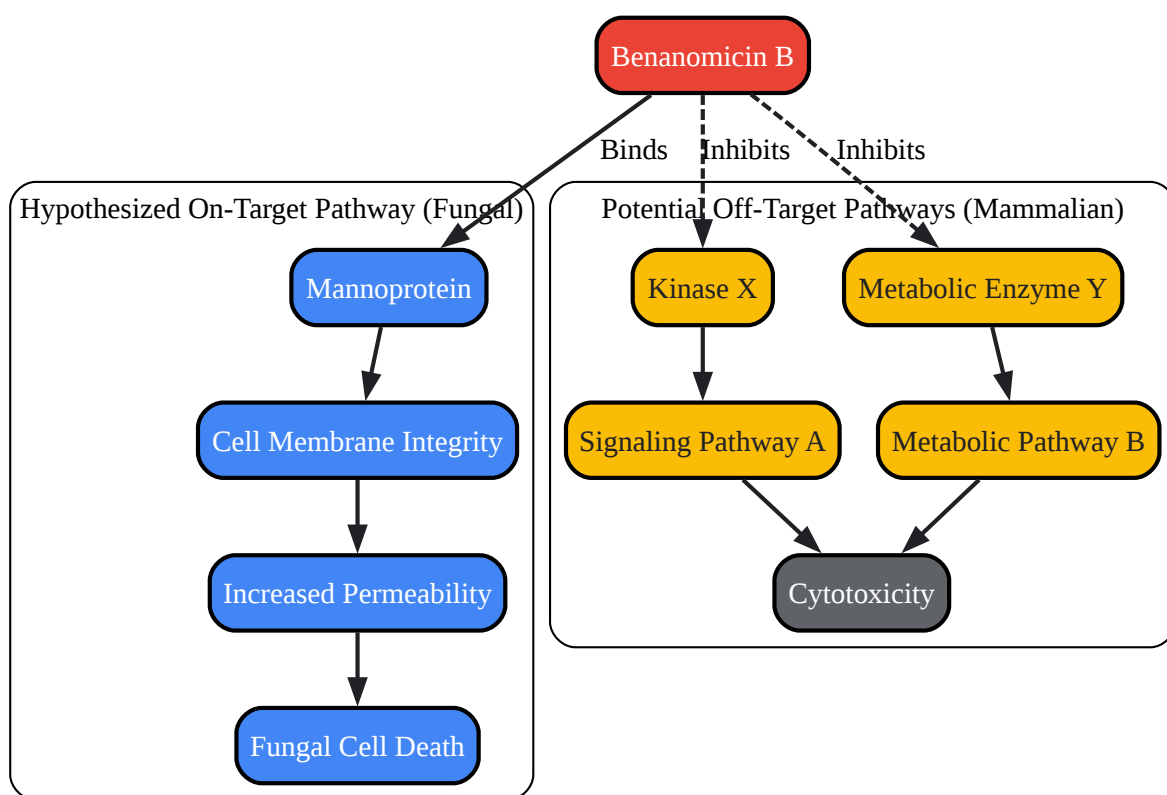 Benanomicin B
Binds
Inhibits
Inhibits
Hypothesized On-Target Pathway (Fungal)
Potential Off-Target Pathways (Mammalian)
Mannoprotein
Kinase X
Metabolic Enzyme Y
Cell Membrane Integrity
Signaling Pathway A
Metabolic Pathway B
Increased Permeability
Cytotoxicity
Fungal Cell Death